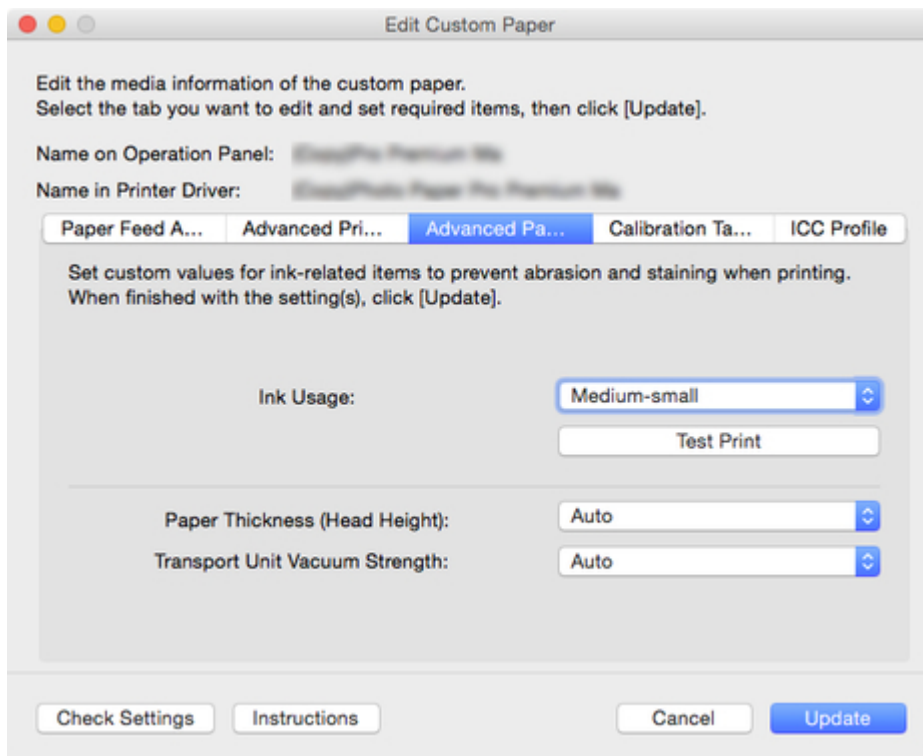 Edit Custom Paper
Edit the media information of the custom paper.
Select the tab you want to edit and set required items, then click [Update].
Name on Operation Panel:
Name in Printer Driver:
Paper Feed A... Advanced Pri... Advanced Pa... Calibration Ta... ICC Profile
Set custom values for ink-related items to prevent abrasion and staining when printing.
When finished with the setting(s), click [Update].
Ink Usage: Medium-small
Test Print
Paper Thickness (Head Height): Auto
Transport Unit Vacuum Strength: Auto
Check Settings Instructions Cancel Update